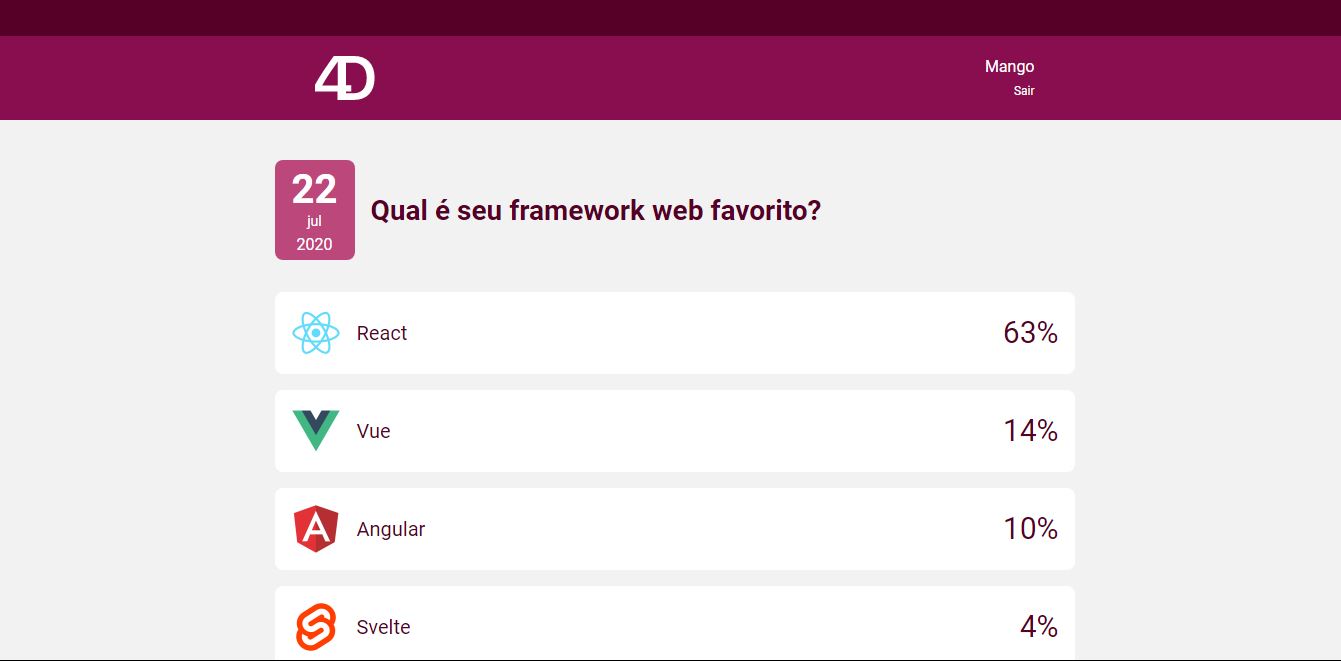 4D
Mango
Sair
22
jul
2020
Qual é seu framework web favorito?
React
63%
Vue
14%
A
Angular
10%
Svelte
4%